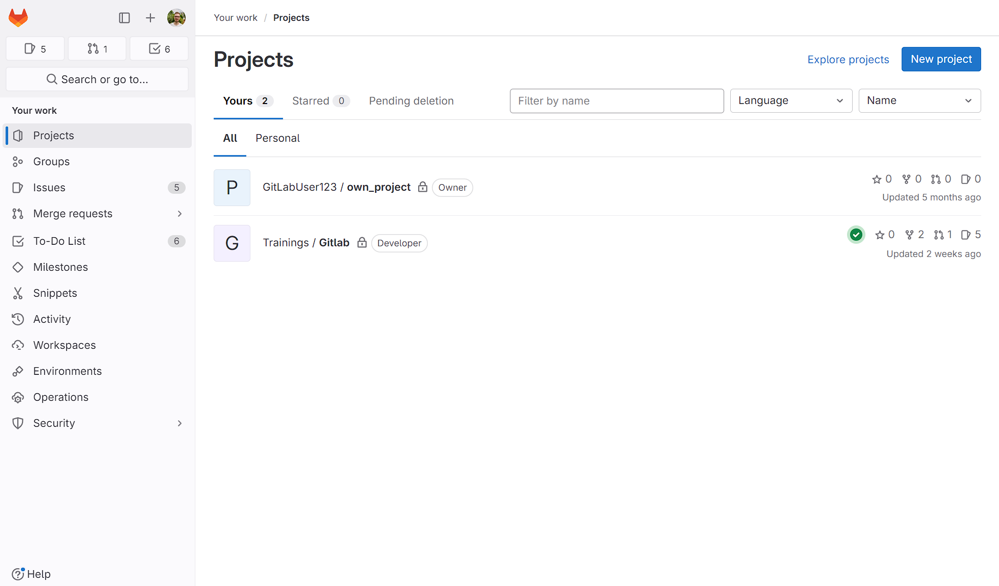 5 1 6
Search or go to...
Your work
Projects
Groups
Issues 5
Merge requests
To-Do List 6
Milestones
Snippets
Activity
Workspaces
Environments
Operations
Security
Help
Your work / Projects
Projects
Explore projects New project
Yours 2 Starred 0 Pending deletion Filter by name Language Name
All Personal
P GitLabUser123 / own_project Owner 0 0 0 0
Updated 5 months ago
G Trainings / Gitlab Developer 0 2 1 5
Updated 2 weeks ago